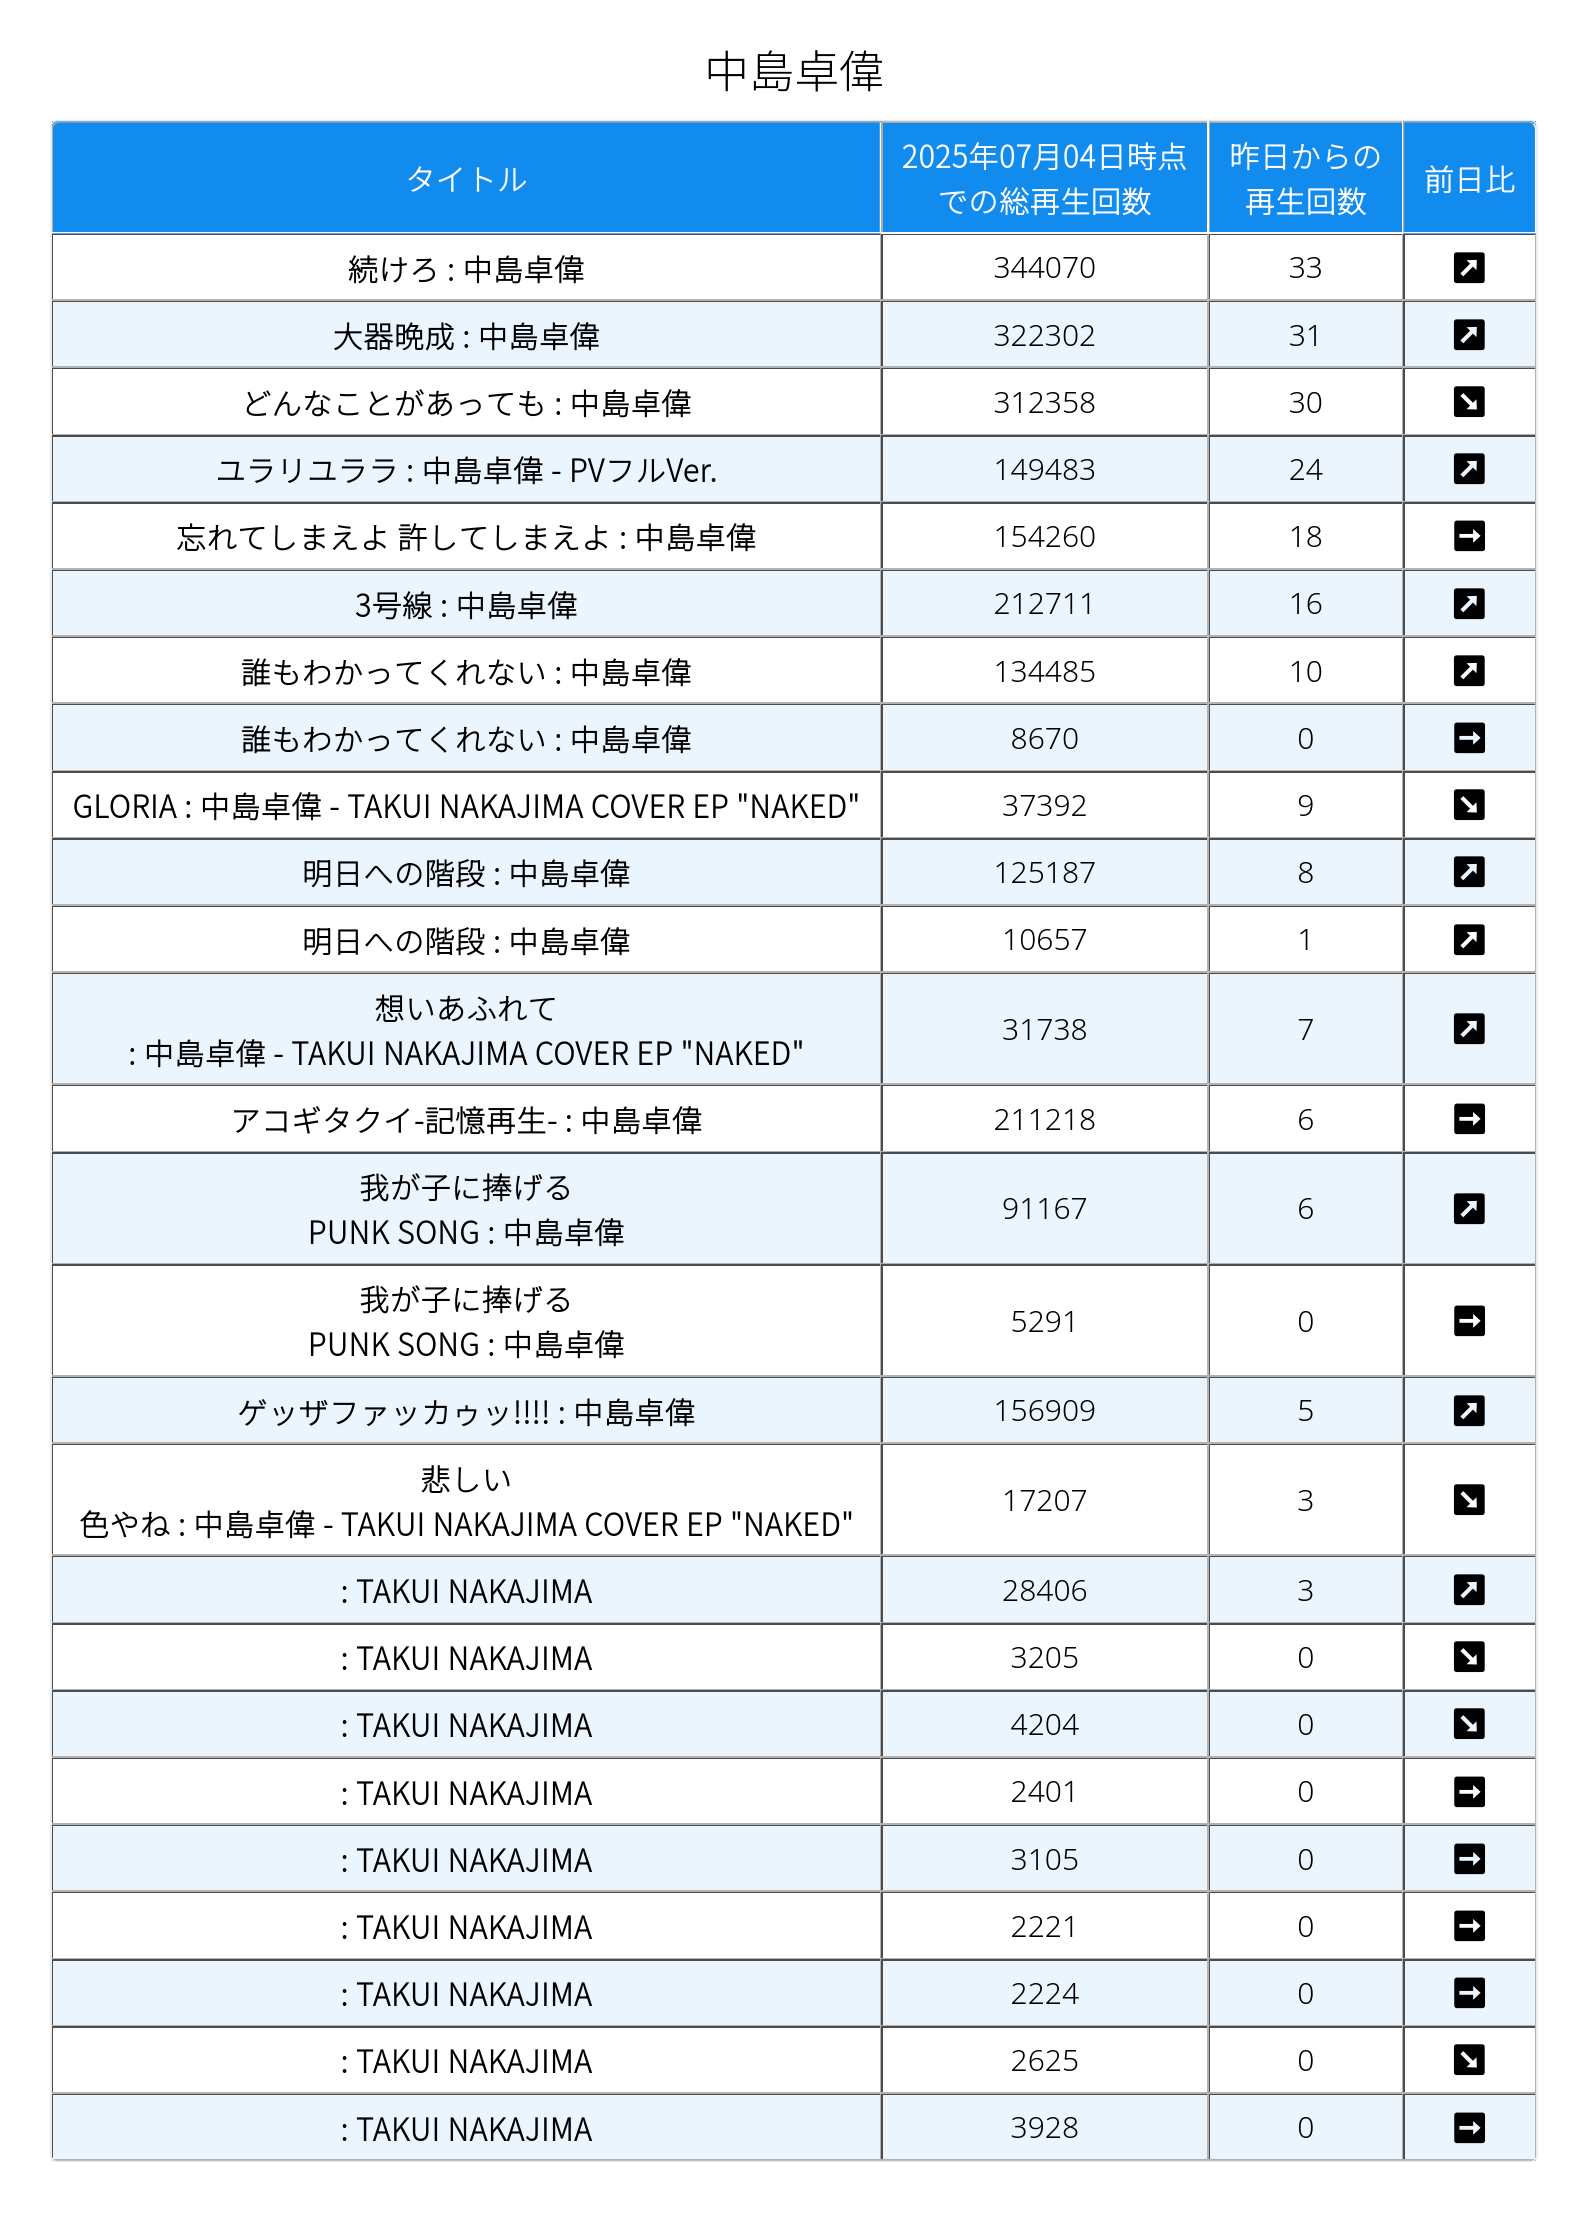 中島卓偉
タイトル 2025年07月04日時点での総再生回数 昨日からの再生回数 前日比
続けろ : 中島卓偉 344070 33 ↗
大器晩成 : 中島卓偉 322302 31 ↗
どんなことがあっても : 中島卓偉 312358 30 ↘
ユラリユララ : 中島卓偉 - PVフルVer. 149483 24 ↗
忘れてしまえよ 許してしまえよ : 中島卓偉 154260 18 →
3号線 : 中島卓偉 212711 16 ↗
誰もわかってくれない : 中島卓偉 134485 10 ↗
誰もわかってくれない : 中島卓偉 8670 0 →
GLORIA : 中島卓偉 - TAKUI NAKAJIMA COVER EP "NAKED" 37392 9 ↘
明日への階段 : 中島卓偉 125187 8 ↗
明日への階段 : 中島卓偉 10657 1 ↗
想いあふれて
: 中島卓偉 - TAKUI NAKAJIMA COVER EP "NAKED" 31738 7 ↗
アコギタクイ-記憶再生- : 中島卓偉 211218 6 →
我が子に捧げる
PUNK SONG : 中島卓偉 91167 6 ↗
我が子に捧げる
PUNK SONG : 中島卓偉 5291 0 →
ゲッザファッカゥッ!!!! : 中島卓偉 156909 5 ↗
悲しい
色やね : 中島卓偉 - TAKUI NAKAJIMA COVER EP "NAKED" 17207 3 ↘
: TAKUI NAKAJIMA 28406 3 ↗
: TAKUI NAKAJIMA 3205 0 ↘
: TAKUI NAKAJIMA 4204 0 ↘
: TAKUI NAKAJIMA 2401 0 →
: TAKUI NAKAJIMA 3105 0 →
: TAKUI NAKAJIMA 2221 0 →
: TAKUI NAKAJIMA 2224 0 →
: TAKUI NAKAJIMA 2625 0 ↘
: TAKUI NAKAJIMA 3928 0 →